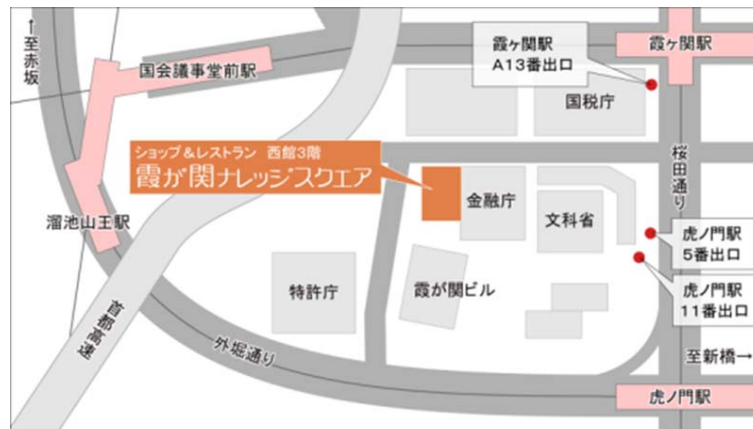 ↑至赤坂
国会議事堂前駅
霞ヶ関駅
A13番出口
霞ヶ関駅
国税庁
ショップ&レストラン 西館3階
霞が関ナレッジスクエア
桜田通り
溜池山王駅
金融庁
文科省
虎ノ門駅
5番出口
特許庁
霞が関ビル
虎ノ門駅
11番出口
首都高速
外堀通り
至新橋→
虎ノ門駅